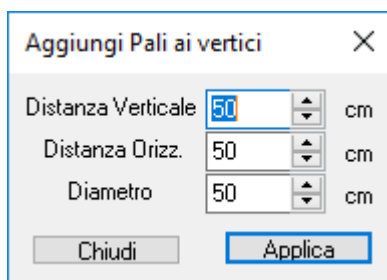 Aggiungi Pali ai vertici
Distanza Verticale 50 cm
Distanza Orizz. 50 cm
Diametro 50 cm
Chiudi Applica